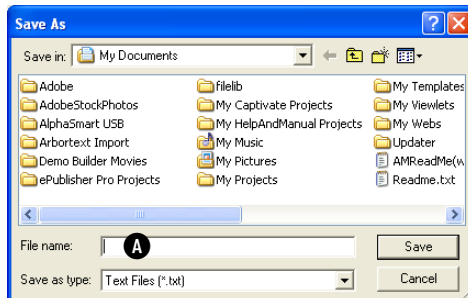 Save As
Save in: My Documents
Adobe filelib My Templates
AdobeStockPhotos My Captivate Projects My Viewlets
AlphaSmart USB My HelpAndManual Projects My Webs
Arbortext Import My Music Updater
Demo Builder Movies My Pictures AMReadMe(w
ePublisher Pro Projects My Projects Readme.txt
File name: A Save
Save as type: Text Files (*.txt) Cancel